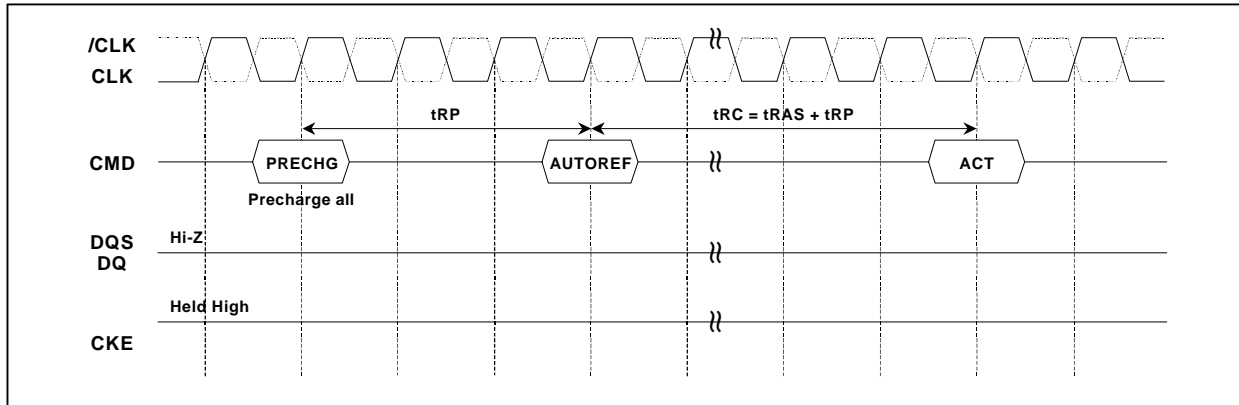 /CLK
CLK
tRP
tRC = tRAS + tRP
CMD
PRECHG
AUTOREF
ACT
Precharge all
DQS
DQ
Hi-Z
Held High
CKE